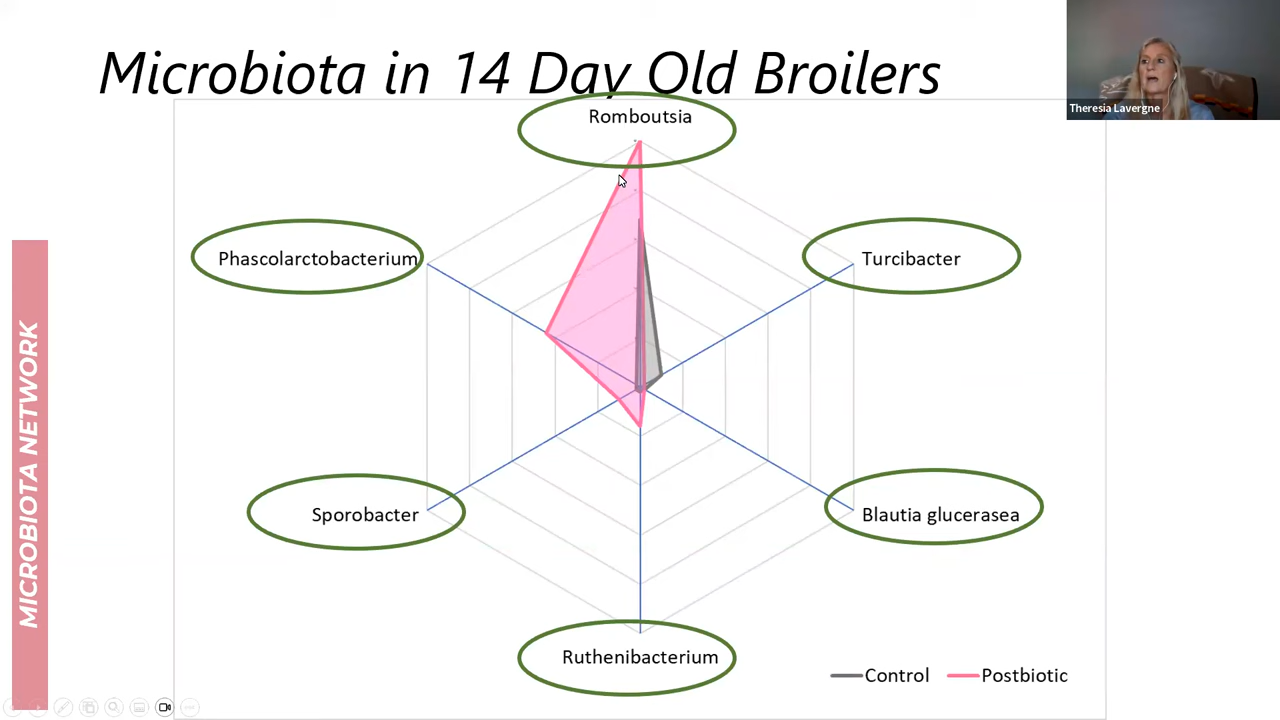 Microbiota in 14 Day Old Broilers
Theresia Lavergne
Romboutsia
Phascolarctobacterium
Turcibacter
MICROBIOTA NETWORK
Sporobacter
Blautia glucerasea
Ruthenibacterium
Control
Postbiotic